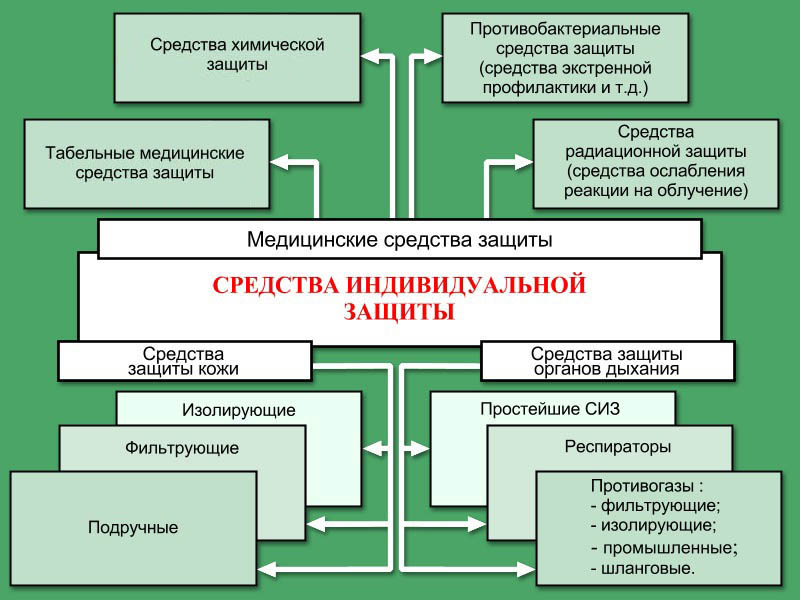 Средства химической
защиты
Противобактериальные
средства защиты
(средства экстренной
профилактики и т.д.)
Табельные медицинские
средства защиты
Средства
радиационной защиты
(средства ослабления
реакции на облучение)
Медицинские средства защиты
СРЕДСТВА ИНДИВИДУАЛЬНОЙ
ЗАЩИТЫ
Средства
защиты кожи
Средства защиты
органов дыхания
Изолирующие
Фильтрующие
Подручные
Простейшие СИЗ
Респираторы
Противогазы :
- фильтрующие;
- изолирующие;
- промышленные;
- шланговые.